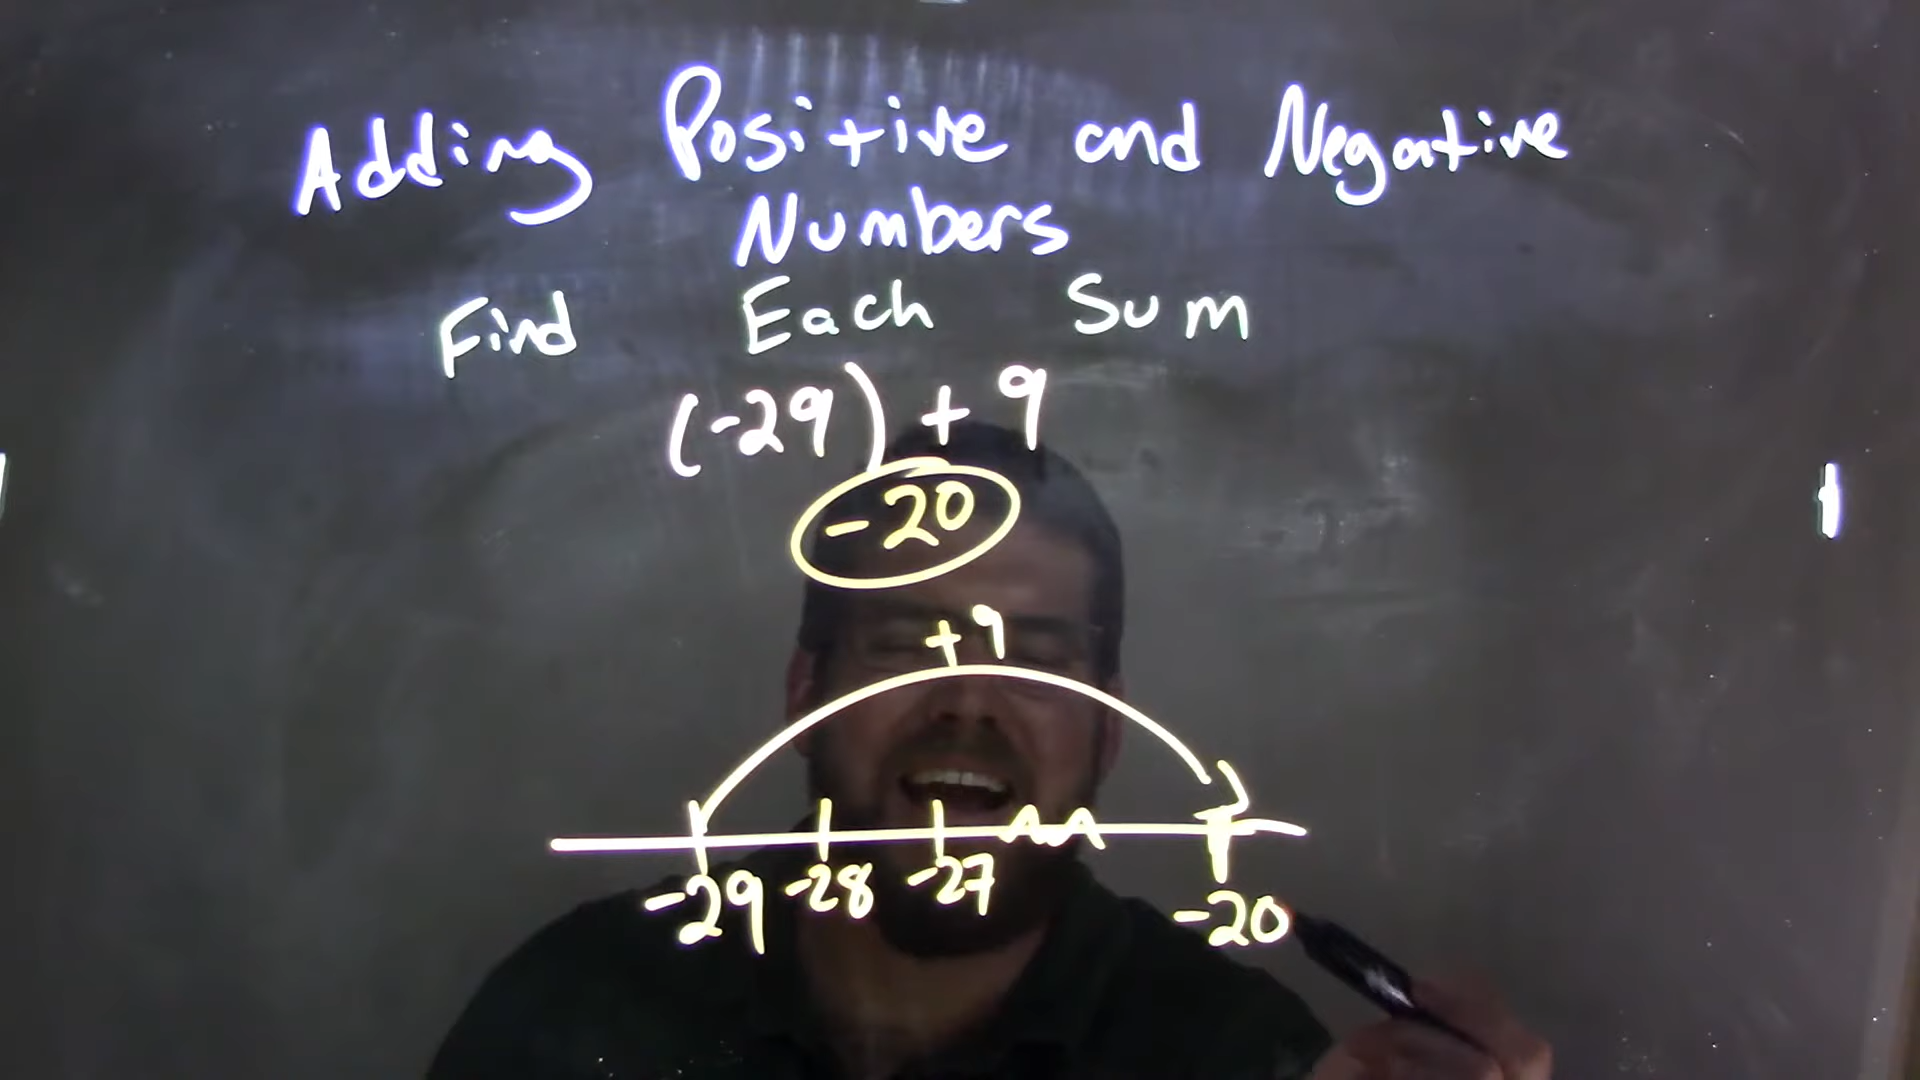 Adding Positive and Negative
Numbers
Find Each Sum
(-29) + 9
-20
+9
-29 -28 -27 -20